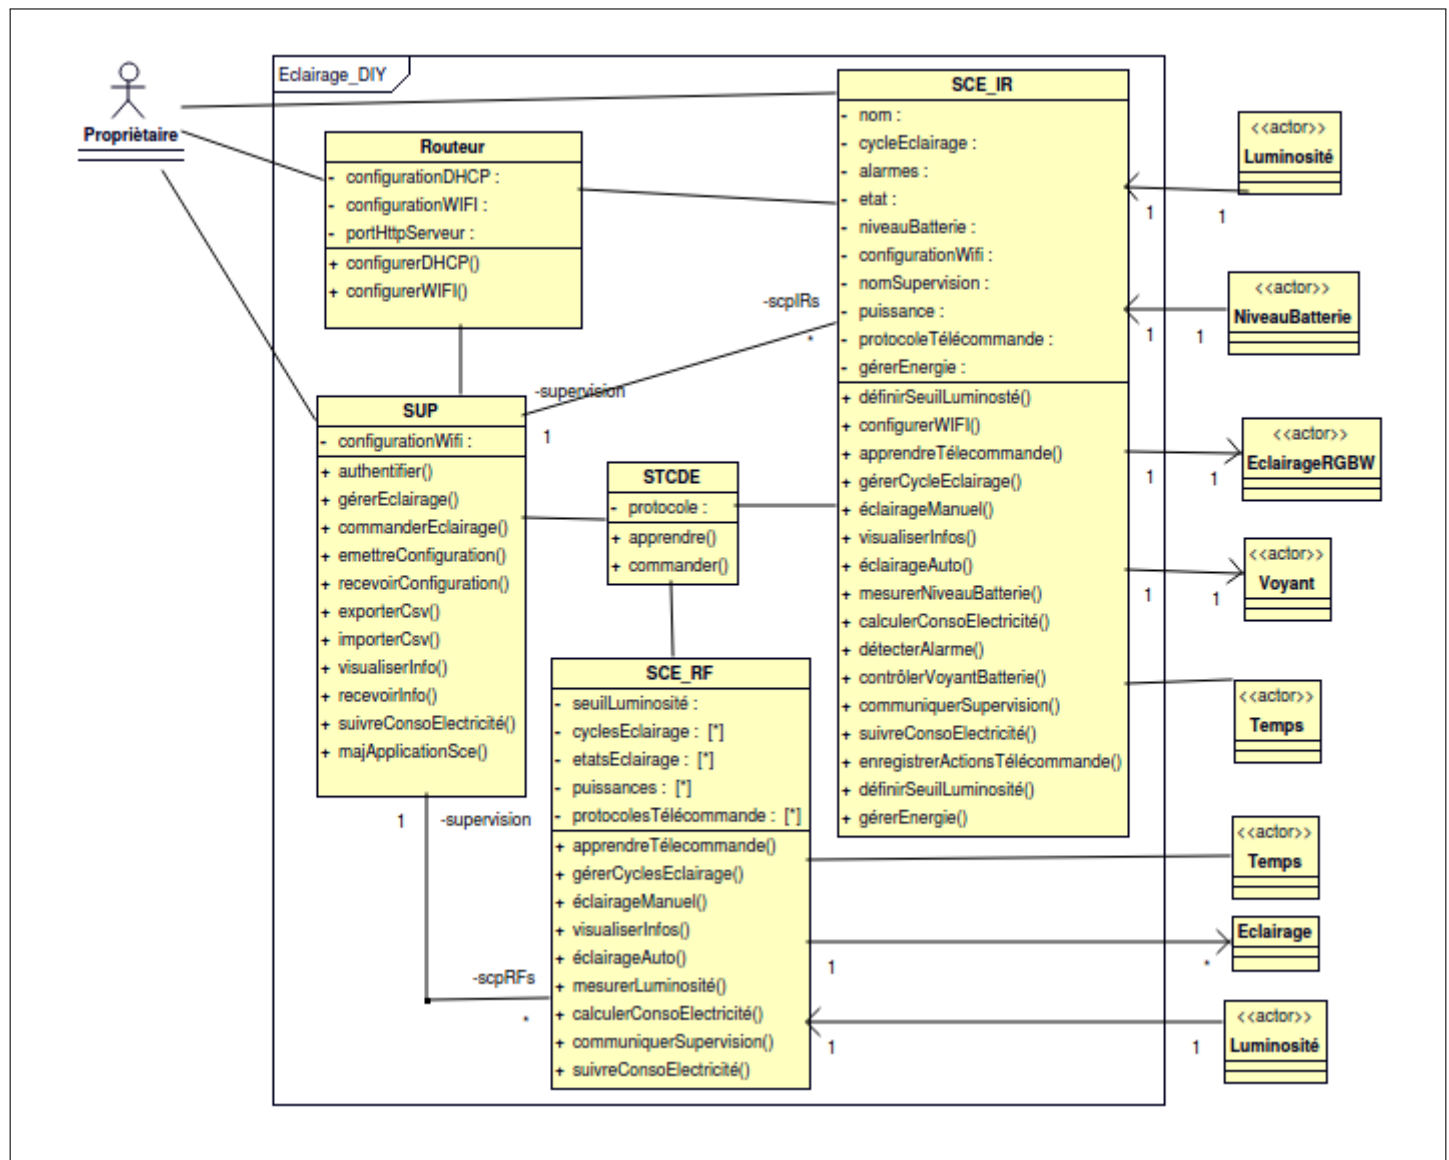 Eclairage_DIY
Propriètaire
Routeur
- configurationDHCP :
- configurationWIFI :
- portHttpServeur :
+ configurerDHCP()
+ configurerWIFI()
SCE_IR
- nom :
- cycleEclairage :
- alarmes :
- etat :
- niveauBatterie :
- configurationWifi :
- nomSupervision :
- puissance :
- protocoleTélécommande :
- gérerEnergie :
+ définirSeuilLuminosté()
+ configurerWIFI()
+ apprendreTélecommande()
+ gérerCycleEclairage()
+ éclairageManuel()
+ visualiserInfos()
+ éclairageAuto()
+ mesurerNiveauBatterie()
+ calculerConsoElectricité()
+ détecterAlarme()
+ contrôlerVoyantBatterie()
+ communiquerSupervision()
+ suivreConsoElectricité()
+ enregistrerActionsTélécommande()
+ définirSeuilLuminosité()
+ gérerEnergie()
-scpIRs
*
-supervision
1
SUP
- configurationWifi :
+ authentifier()
+ gérerEclairage()
+ commanderEclairage()
+ emettreConfiguration()
+ recevoirConfiguration()
+ exporterCsv()
+ importerCsv()
+ visualiserInfo()
+ recevoirInfo()
+ suivreConsoElectricité()
+ majApplicationSce()
STCDE
- protocole :
+ apprendre()
+ commander()
1
-supervision
-scpRFs
*
SCE_RF
- seuilLuminosité :
- cyclesEclairage : [*]
- etatsEclairage : [*]
- puissances : [*]
- protocolesTélécommande : [*]
+ apprendreTélecommande()
+ gérerCyclesEclairage()
+ éclairageManuel()
+ visualiserInfos()
+ éclairageAuto()
+ mesurerLuminosité()
+ calculerConsoElectricité()
+ communiquerSupervision()
+ suivreConsoElectricité()
<<actor>>
Luminosité
1 1
<<actor>>
NiveauBatterie
1 1
<<actor>>
EclairageRGBW
1 1
<<actor>>
Voyant
1 1
<<actor>>
Temps
<<actor>>
Temps
Eclairage
1 *
<<actor>>
Luminosité
1 1